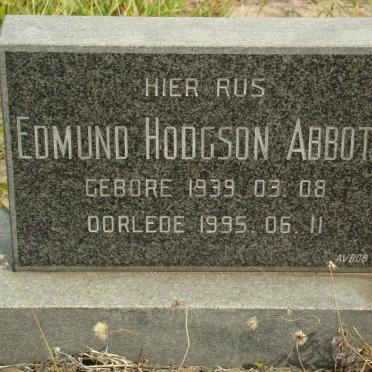 HIER RUS
EDMUND HODGSON ABBOT
GEBORE 1939. 03. 08
OORLEDE 1995. 06. 11
AVBOB